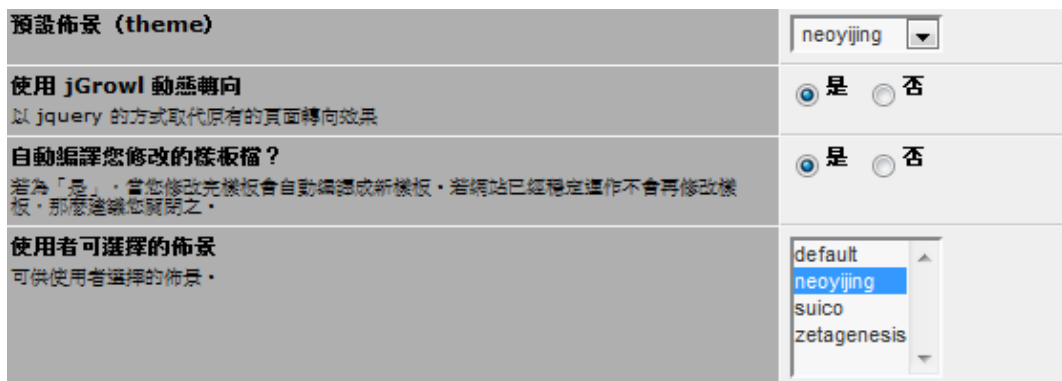 預設佈景 (theme)
neoyijing
使用 jGrowl 動態轉向
以 jquery 的方式取代原有的頁面轉向效果
是 否
自動編譯您修改的樣板檔？
若為「是」，當您修改完樣板會自動編譯成新樣板。若網站已經穩定運作不會再修改樣
板，那麼建議您關閉之。
是 否
使用者可選擇的佈景
可供使用者選擇的佈景。
default
neoyijing
suico
zetagenesis